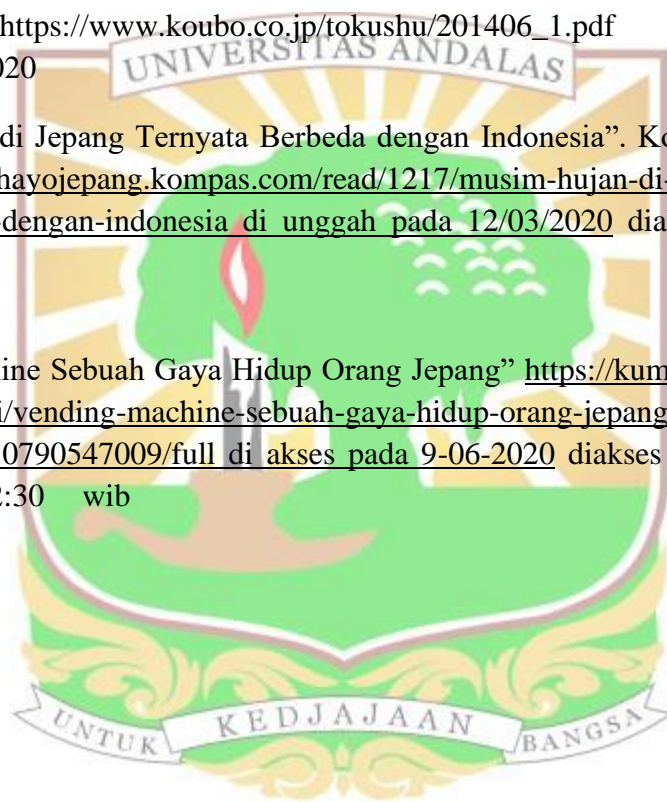 https://www.koubo.co.jp/tokushu/201406_1.pdf
020
UNIVERSITAS ANDALAS
di Jepang Ternyata Berbeda dengan Indonesia”. Ko
hayojepang.kompas.com/read/1217/musim-hujan-di-
-dengan-indonesia di unggah pada 12/03/2020 dia
ine Sebuah Gaya Hidup Orang Jepang” https://kum
i/vending-machine-sebuah-gaya-hidup-orang-jepang
0790547009/full di akses pada 9-06-2020 diakses
2:30 wib
UNTUK KEDJAJAAN BANGSA